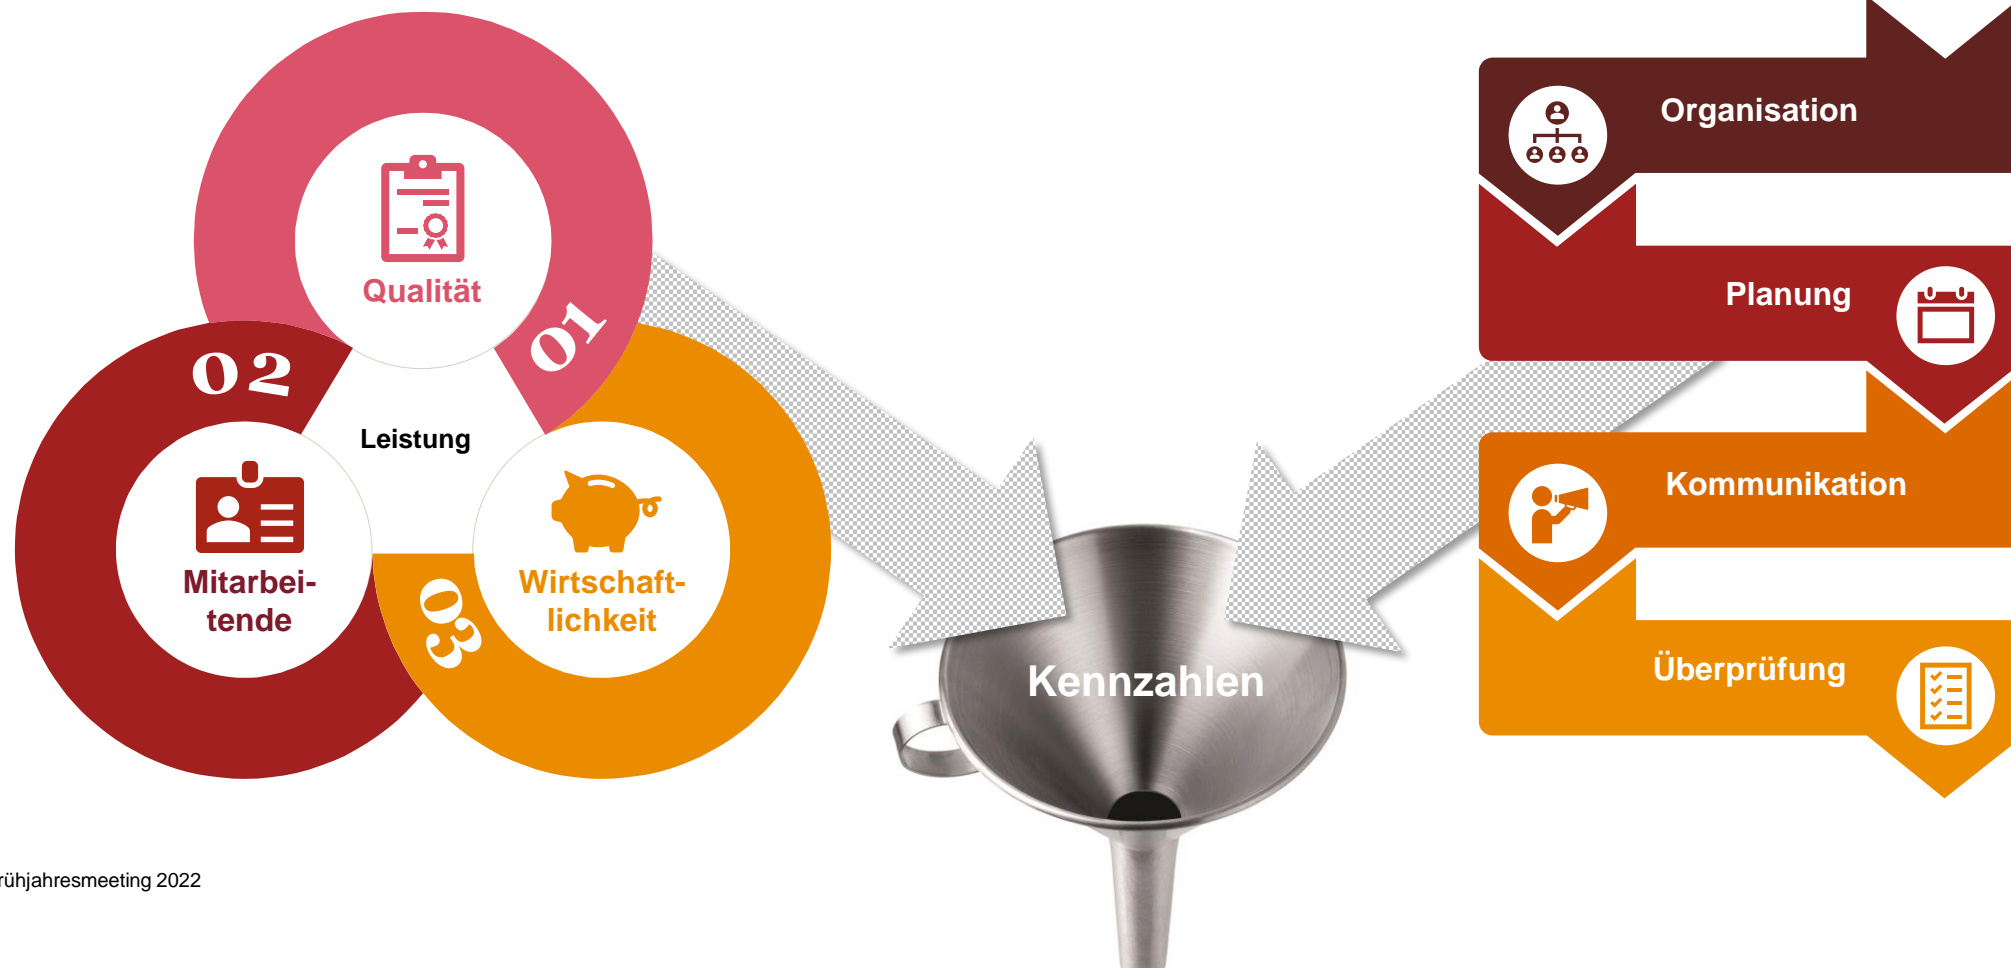 01
Qualität
02
Leistung
Mitarbei-
tende
03
Wirtschaft-
lichkeit
Kennzahlen
Organisation
Planung
Kommunikation
Überprüfung
rühjahresmeeting 2022